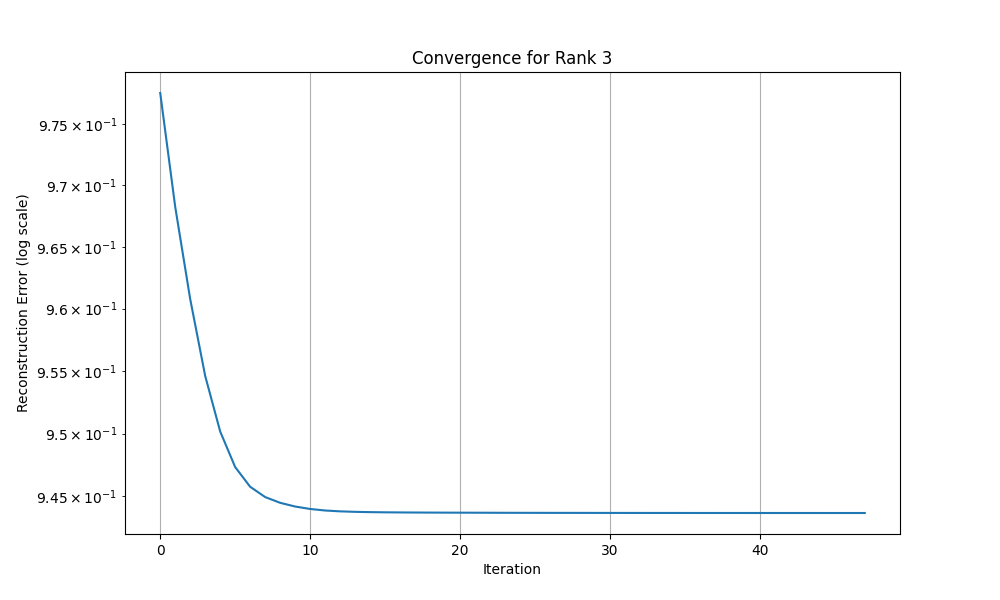 Convergence for Rank 3
Reconstruction Error (log scale)
9.75 × 10⁻¹
9.7 × 10⁻¹
9.65 × 10⁻¹
9.6 × 10⁻¹
9.55 × 10⁻¹
9.5 × 10⁻¹
9.45 × 10⁻¹
0 10 20 30 40
Iteration